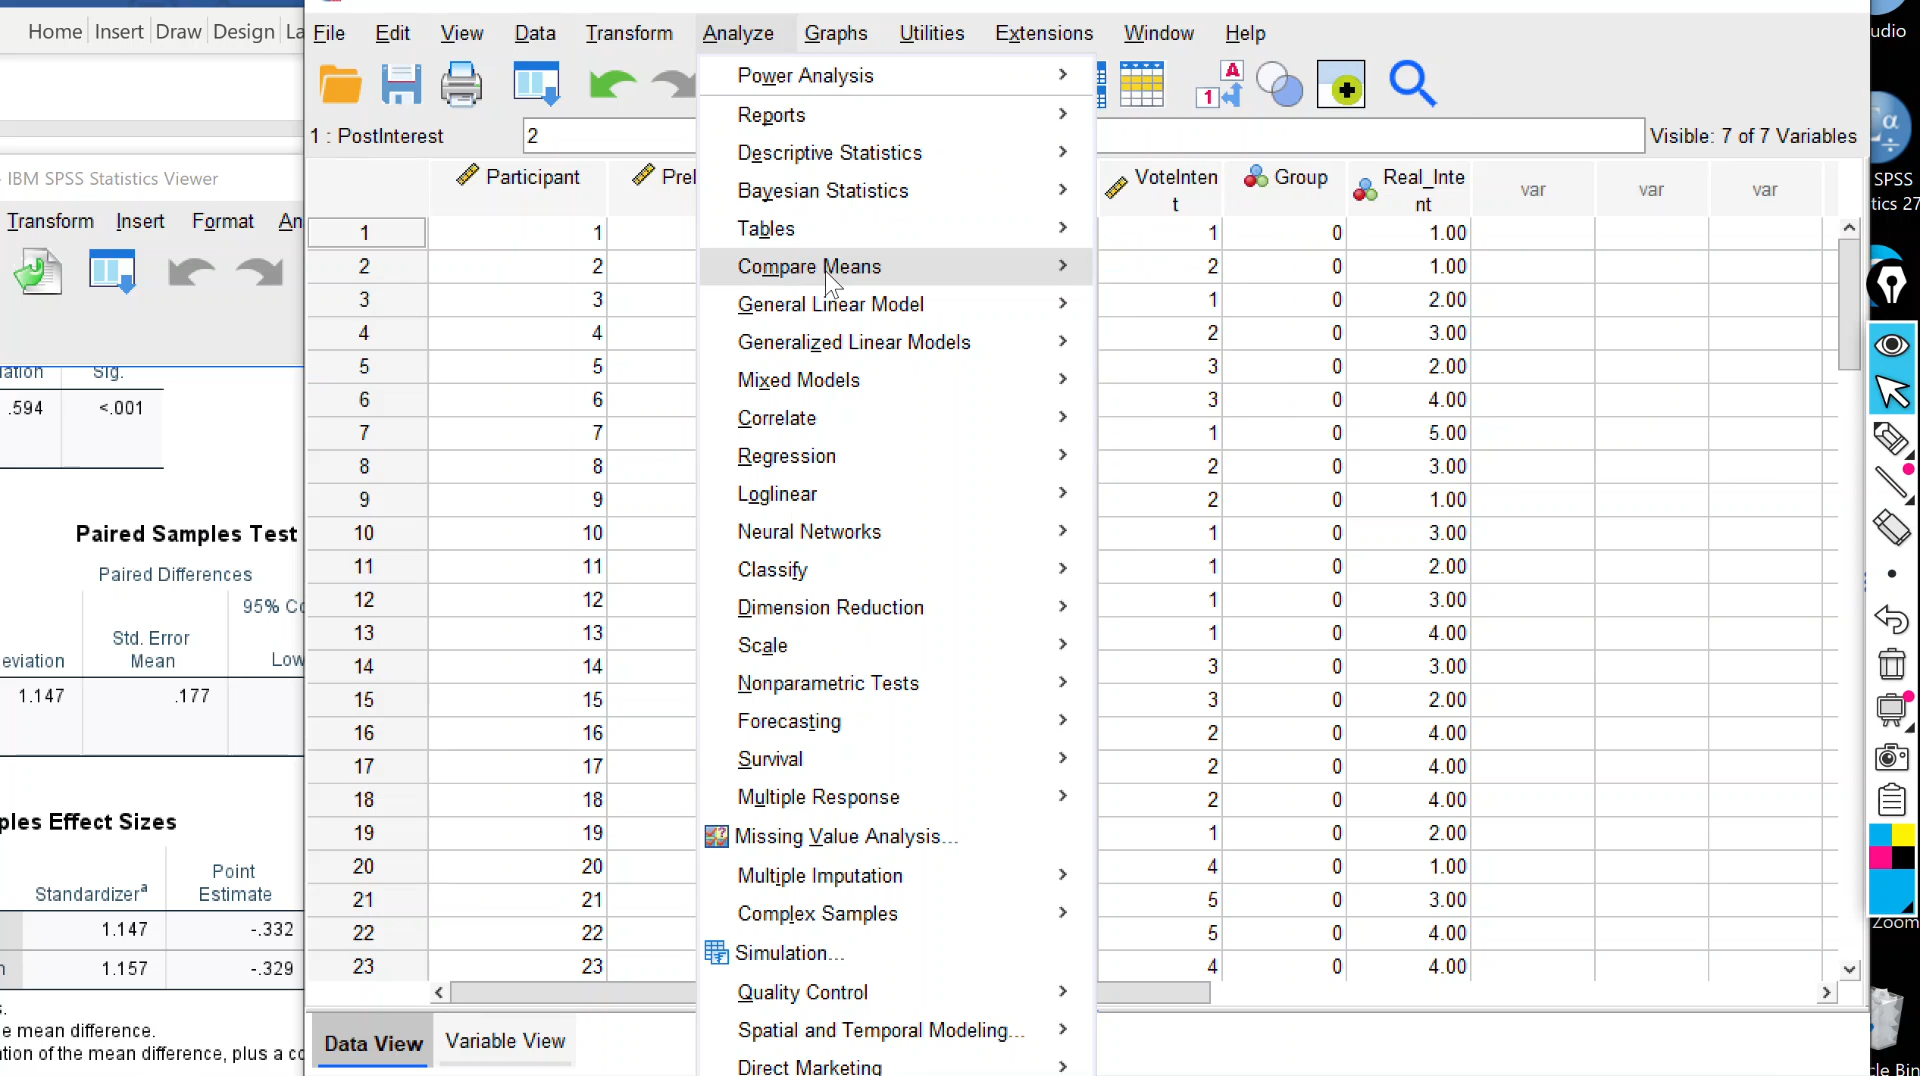 Home Insert Draw Design La
IBM SPSS Statistics Viewer
Transform Insert Format An
Sig.
.594 <.001
Paired Samples Test
Paired Differences
95% Co
Std. Error
Mean
eviation Low
1.147 .177
ples Effect Sizes
Point
Standardizerᵃ Estimate
1.147 -.332
n 1.157 -.329
s.
e mean difference.
tion of the mean difference, plus a co
File Edit View Data Transform Analyze Graphs Utilities Extensions Window Help
1 : PostInterest 2 Visible: 7 of 7 Variables
Participant PreI VoteInten Group Real_Inte var var var
t nt
1 1 1 0 1.00
2 2 2 0 1.00
3 3 1 0 2.00
4 4 2 0 3.00
5 5 3 0 2.00
6 6 3 0 4.00
7 7 1 0 5.00
8 8 2 0 3.00
9 9 2 0 1.00
10 10 1 0 3.00
11 11 1 0 2.00
12 12 1 0 3.00
13 13 1 0 4.00
14 14 3 0 3.00
15 15 3 0 2.00
16 16 2 0 4.00
17 17 2 0 4.00
18 18 2 0 4.00
19 19 1 0 2.00
20 20 4 0 1.00
21 21 5 0 3.00
22 22 5 0 4.00
23 23 4 0 4.00
Data View Variable View
Power Analysis
Reports
Descriptive Statistics
Bayesian Statistics
Tables
Compare Means
General Linear Model
Generalized Linear Models
Mixed Models
Correlate
Regression
Loglinear
Neural Networks
Classify
Dimension Reduction
Scale
Nonparametric Tests
Forecasting
Survival
Multiple Response
Missing Value Analysis...
Multiple Imputation
Complex Samples
Simulation...
Quality Control
Spatial and Temporal Modeling...
Direct Marketing
udio
SPSS
tics 27
Zoom
cle Bin